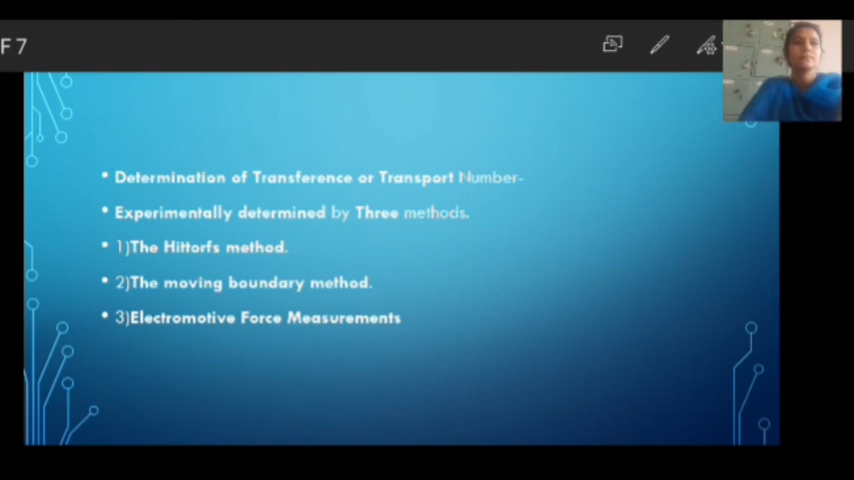 F 7
• Determination of Transference or Transport Number-
• Experimentally determined by Three methods.
• 1)The Hittorfs method.
• 2)The moving boundary method.
• 3)Electromotive Force Measurements